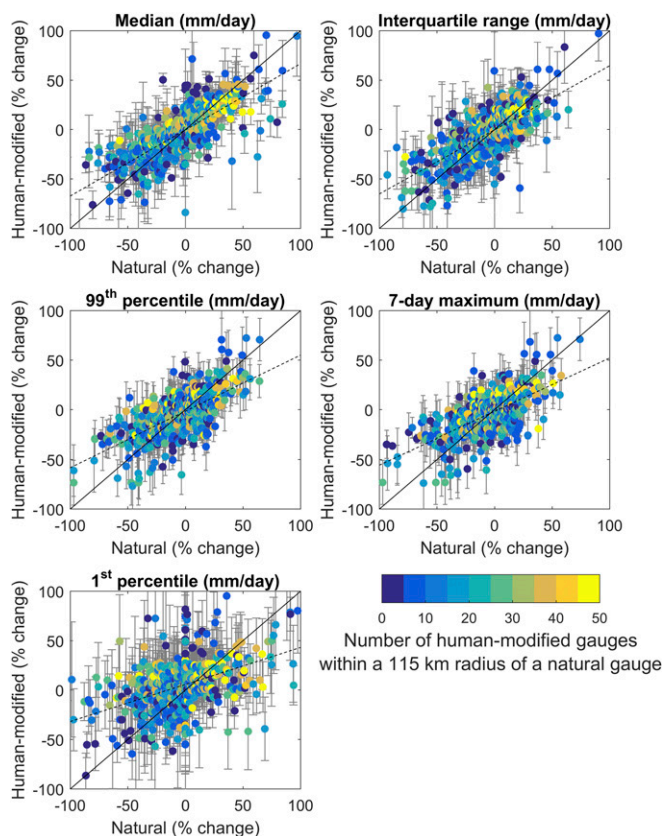 Median (mm/day)
Human-modified (% change)
100
50
0
-50
-100
-100 -50 0 50 100
Natural (% change)
Interquartile range (mm/day)
Human-modified (% change)
100
50
0
-50
-100
-100 -50 0 50 100
Natural (% change)
99th percentile (mm/day)
Human-modified (% change)
100
50
0
-50
-100
-100 -50 0 50 100
Natural (% change)
7-day maximum (mm/day)
Human-modified (% change)
100
50
0
-50
-100
-100 -50 0 50 100
Natural (% change)
1st percentile (mm/day)
Human-modified (% change)
100
50
0
-50
-100
-100 -50 0 50 100
Natural (% change)
0 10 20 30 40 50
Number of human-modified gauges
within a 115 km radius of a natural gauge